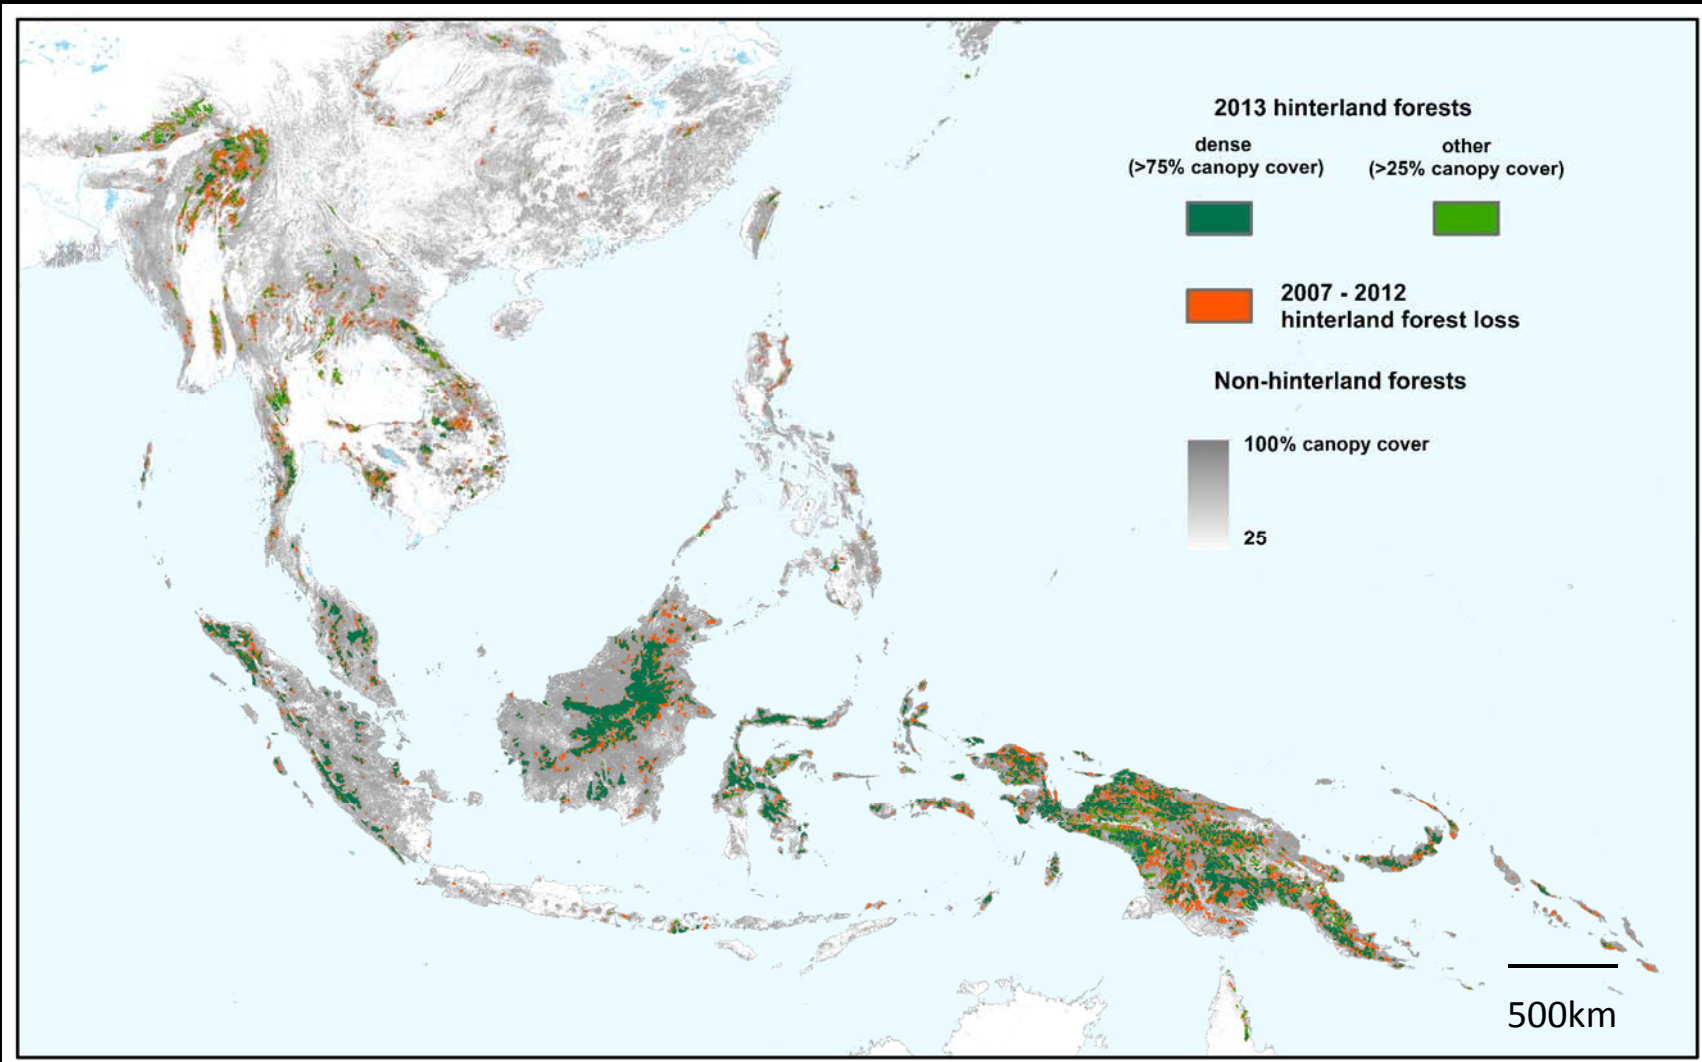 2013 hinterland forests
dense
(>75% canopy cover)
other
(>25% canopy cover)
2007 - 2012
hinterland forest loss
Non-hinterland forests
100% canopy cover
25
500km